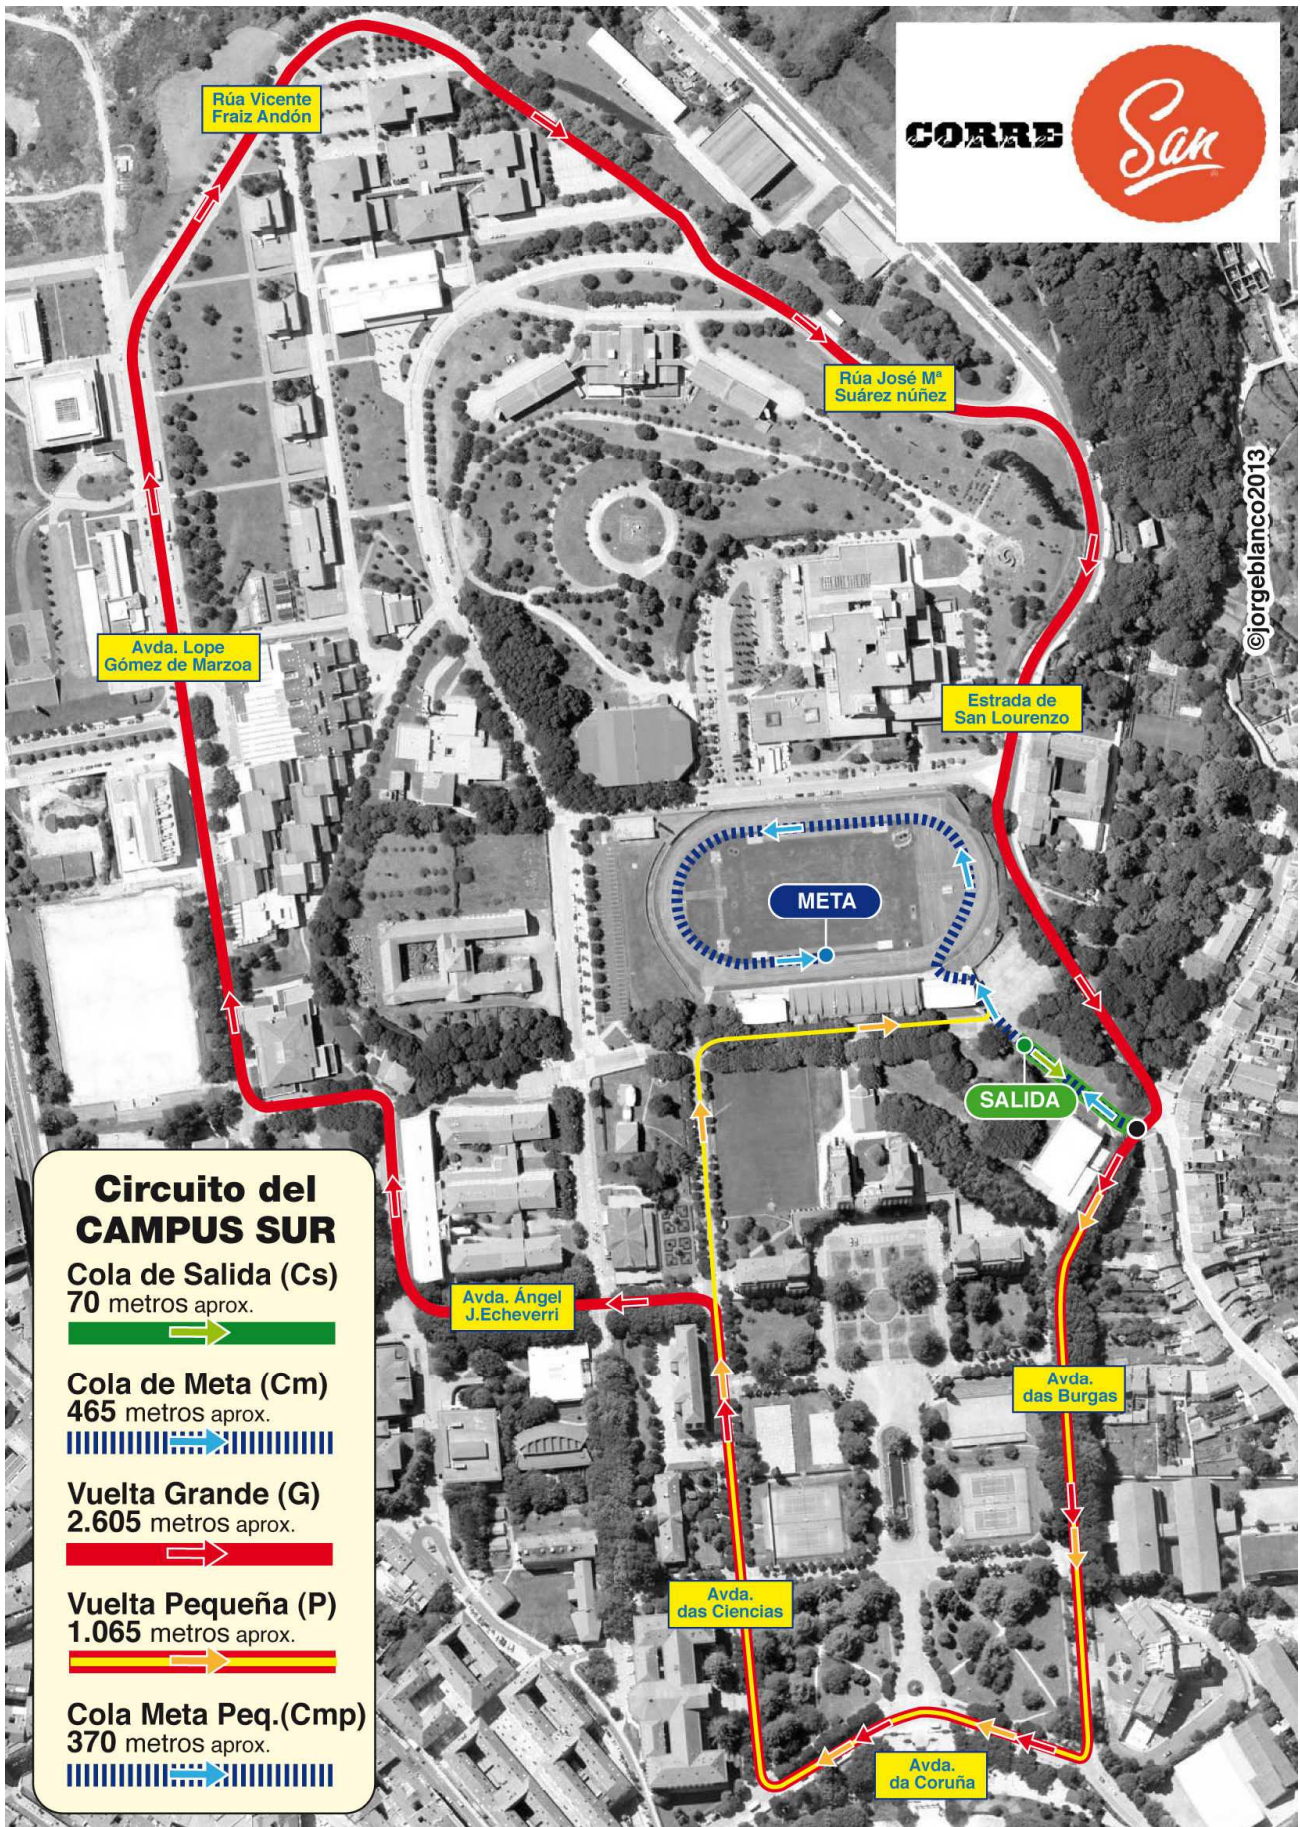 CORRE
San
Rúa Vicente
Fraiz Andón
Rúa José Mª
Suárez núñez
©jorgeblanco2013
Avda. Lope
Gómez de Marzoa
Estrada de
San Lourenzo
META
SALIDA
Avda. Ángel
J.Echeverri
Avda.
das Burgas
Avda.
das Ciencias
Avda.
da Coruña
Circuito del
CAMPUS SUR
Cola de Salida (Cs)
70 metros aprox.
Cola de Meta (Cm)
465 metros aprox.
Vuelta Grande (G)
2.605 metros aprox.
Vuelta Pequeña (P)
1.065 metros aprox.
Cola Meta Peq.(Cmp)
370 metros aprox.